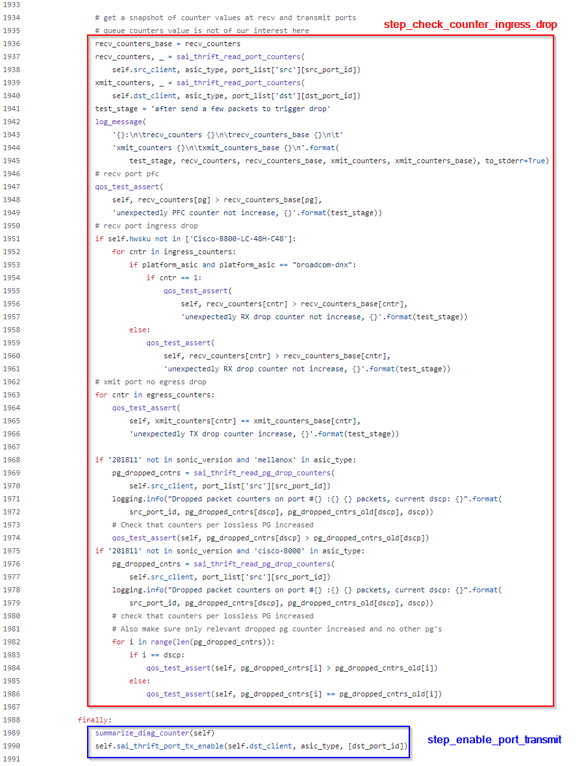 1933
1934 # get a snapshot of counter values at recv and transmit ports
1935 # queue counters value is not of our interest here
step_check_counter_ingress_drop
1936 recv_counters_base = recv_counters
1937 recv_counters, _ = sai_thrift_read_port_counters(
1938 self.src_client, asic_type, port_list['src'][src_port_id])
1939 xmit_counters, _ = sai_thrift_read_port_counters(
1940 self.dst_client, asic_type, port_list['dst'][dst_port_id])
1941 test_stage = 'after send a few packets to trigger drop'
1942 log_message(
1943 '{}:\n\trecv_counters {}\n\trecv_counters_base {}\n\t'
1944 'xmit_counters {}\n\txmit_counters_base {}\n'.format(
1945 test_stage, recv_counters, recv_counters_base, xmit_counters, xmit_counters_base), to_stderr=True)
1946 # recv port pfc
1947 qos_test_assert(
1948 self, recv_counters[pg] > recv_counters_base[pg],
1949 'unexpectedly PFC counter not increase, {}'.format(test_stage))
1950 # recv port ingress drop
1951 if self.hwsku not in ['Cisco-8800-LC-48H-C48']:
1952 for cntr in ingress_counters:
1953 if platform_asic and platform_asic == "broadcom-dnx":
1954 if cntr == 1:
1955 qos_test_assert(
1956 self, recv_counters[cntr] > recv_counters_base[cntr],
1957 'unexpectedly RX drop counter not increase, {}'.format(test_stage))
1958 else:
1959 qos_test_assert(
1960 self, recv_counters[cntr] > recv_counters_base[cntr],
1961 'unexpectedly RX drop counter not increase, {}'.format(test_stage))
1962 # xmit port no egress drop
1963 for cntr in egress_counters:
1964 qos_test_assert(
1965 self, xmit_counters[cntr] == xmit_counters_base[cntr],
1966 'unexpectedly TX drop counter increase, {}'.format(test_stage))
1967
1968 if '201811' not in sonic_version and 'mellanox' in asic_type:
1969 pg_dropped_cntrs = sai_thrift_read_pg_drop_counters(
1970 self.src_client, port_list['src'][src_port_id])
1971 logging.info("Dropped packet counters on port #{} :{} {} packets, current dscp: {}".format(
1972 src_port_id, pg_dropped_cntrs[dscp], pg_dropped_cntrs_old[dscp], dscp))
1973 # Check that counters per lossless PG increased
1974 qos_test_assert(self, pg_dropped_cntrs[dscp] > pg_dropped_cntrs_old[dscp])
1975 if '201811' not in sonic_version and 'cisco-8000' in asic_type:
1976 pg_dropped_cntrs = sai_thrift_read_pg_drop_counters(
1977 self.src_client, port_list['src'][src_port_id])
1978 logging.info("Dropped packet counters on port #{} :{} {} packets, current dscp: {}".format(
1979 src_port_id, pg_dropped_cntrs[dscp], pg_dropped_cntrs_old[dscp], dscp))
1980 # check that counters per lossless PG increased
1981 # Also make sure only relevant dropped pg counter increased and no other pg's
1982 for i in range(len(pg_dropped_cntrs)):
1983 if i == dscp:
1984 qos_test_assert(self, pg_dropped_cntrs[i] > pg_dropped_cntrs_old[i])
1985 else:
1986 qos_test_assert(self, pg_dropped_cntrs[i] == pg_dropped_cntrs_old[i])
1987
1988 finally:
1989 summarize_diag_counter(self)
step_enable_port_transmit
1990 self.sai_thrift_port_tx_enable(self.dst_client, asic_type, [dst_port_id])
1991